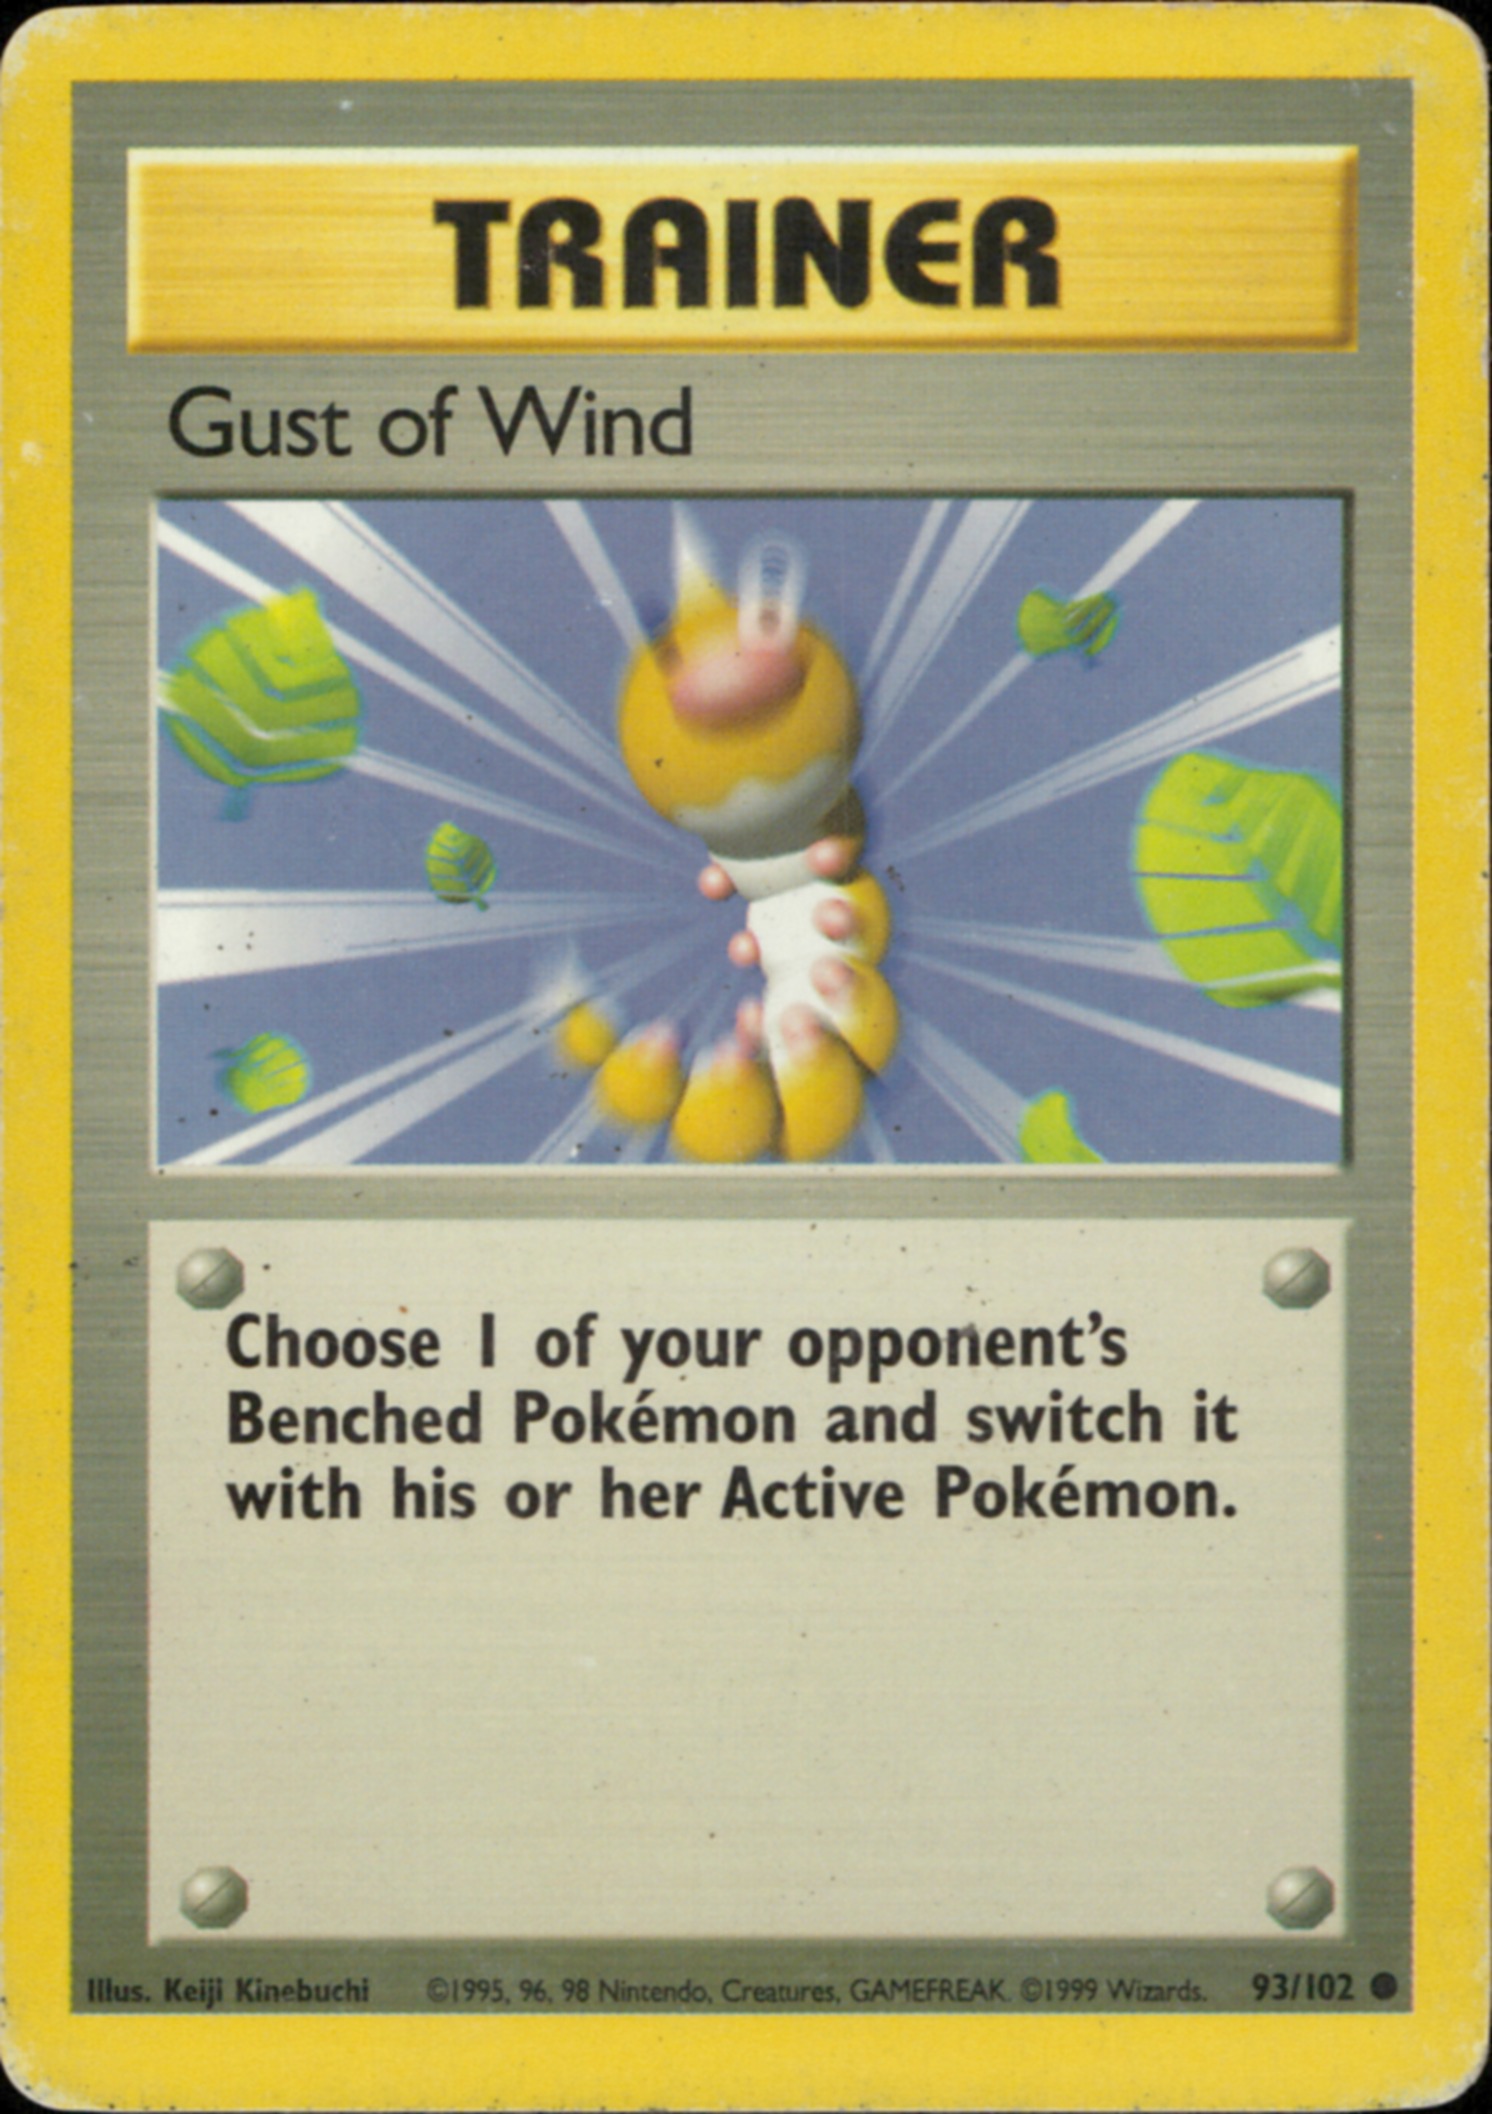 TRAINER
Gust of Wind
Choose 1 of your opponent's
Benched Pokémon and switch it
with his or her Active Pokémon.
Illus. Keiji Kinebuchi ©1995, 96, 98 Nintendo, Creatures, GAMEFREAK. ©1999 Wizards. 93/102 ●